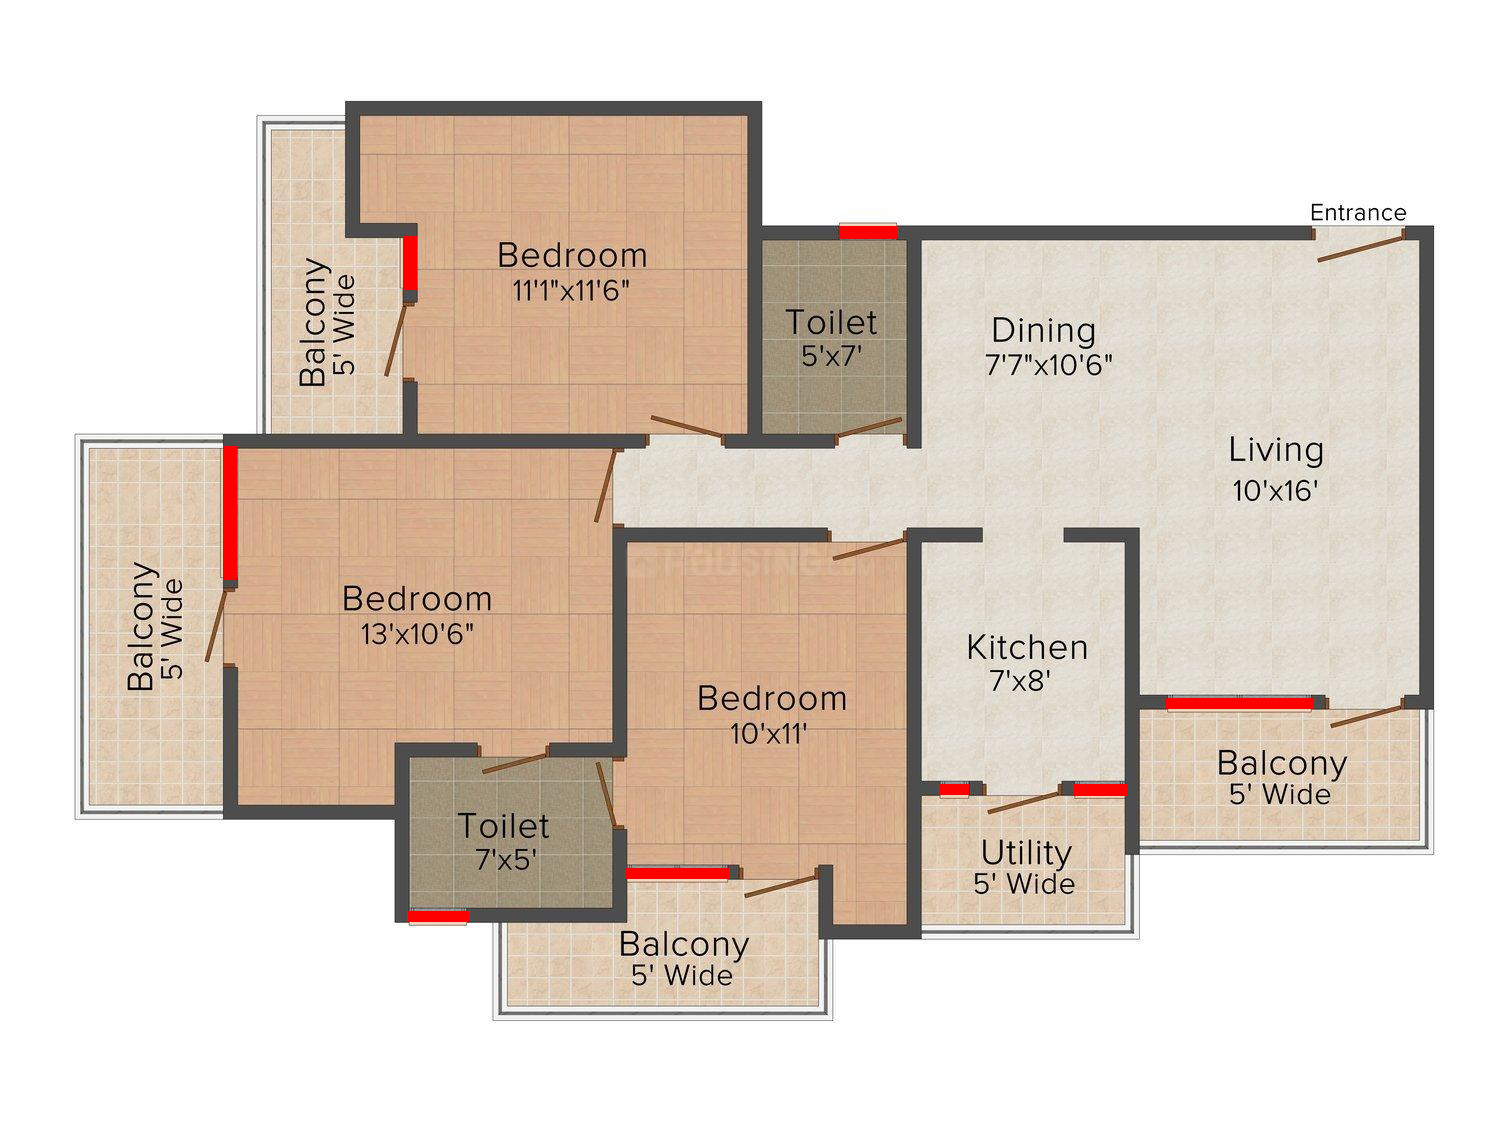 Entrance
Bedroom
11'1"x11'6"
Balcony
5' Wide
Toilet
5'x7'
Dining
7'7"x10'6"
Living
10'x16'
Bedroom
13'x10'6"
Balcony
5' Wide
Bedroom
10'x11'
Kitchen
7'x8'
Balcony
5' Wide
Toilet
7'x5'
Utility
5' Wide
Balcony
5' Wide